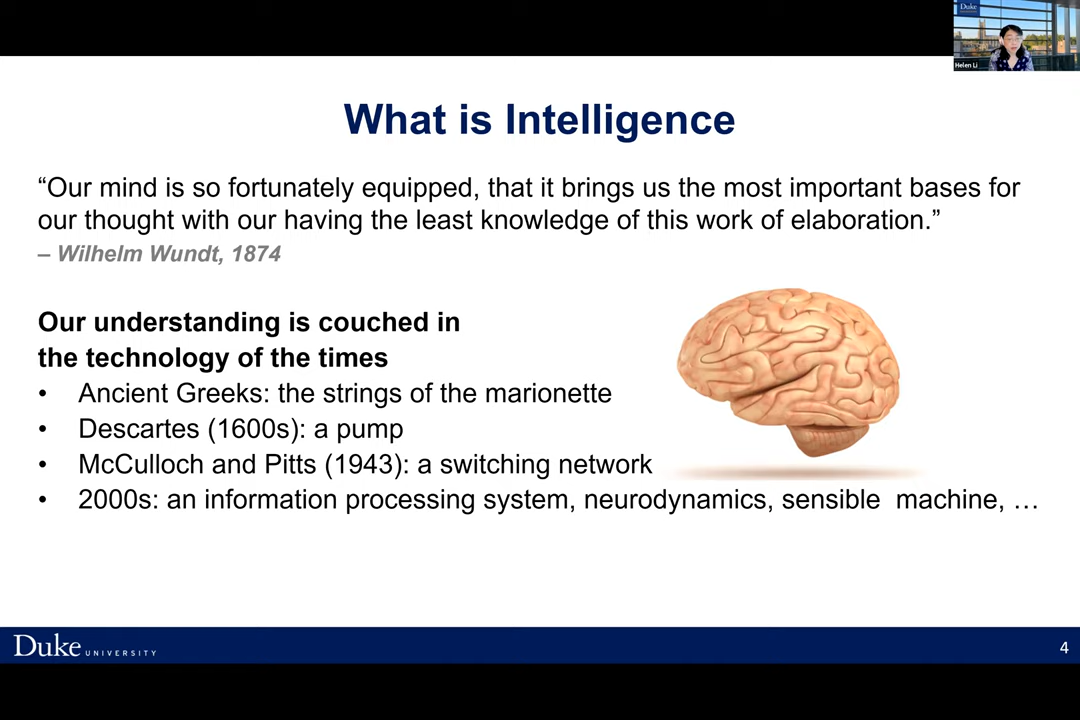 Duke
Helen Li
What is Intelligence
“Our mind is so fortunately equipped, that it brings us the most important bases for
our thought with our having the least knowledge of this work of elaboration.”
– Wilhelm Wundt, 1874
Our understanding is couched in
the technology of the times
• Ancient Greeks: the strings of the marionette
• Descartes (1600s): a pump
• McCulloch and Pitts (1943): a switching network
• 2000s: an information processing system, neurodynamics, sensible  machine, …
Duke UNIVERSITY
4